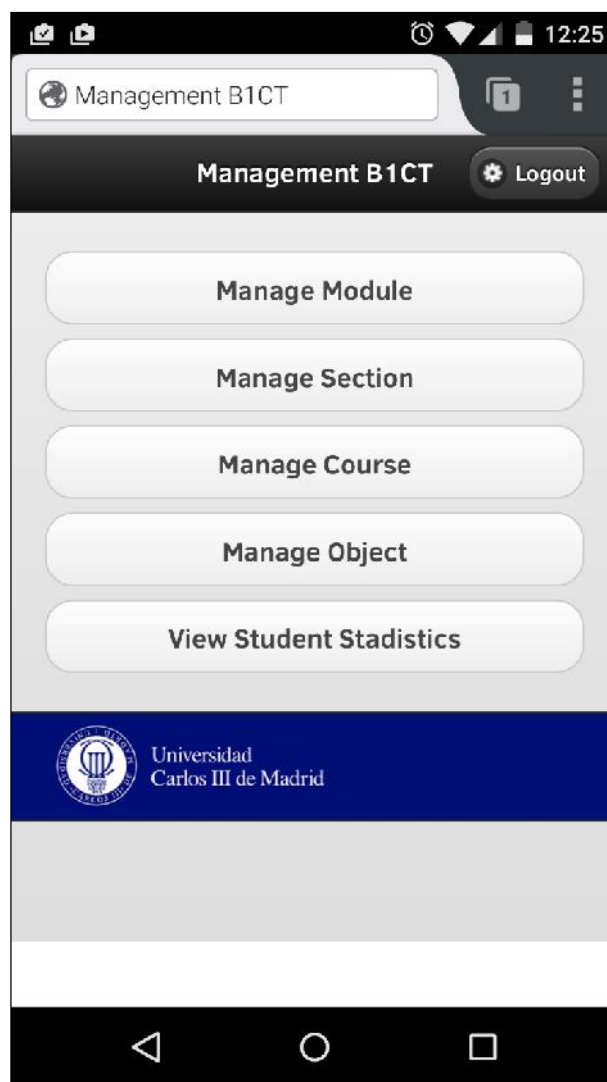 12:25
Management B1CT
1
Management B1CT
Logout
Manage Module
Manage Section
Manage Course
Manage Object
View Student Stadistics
Universidad
Carlos III de Madrid